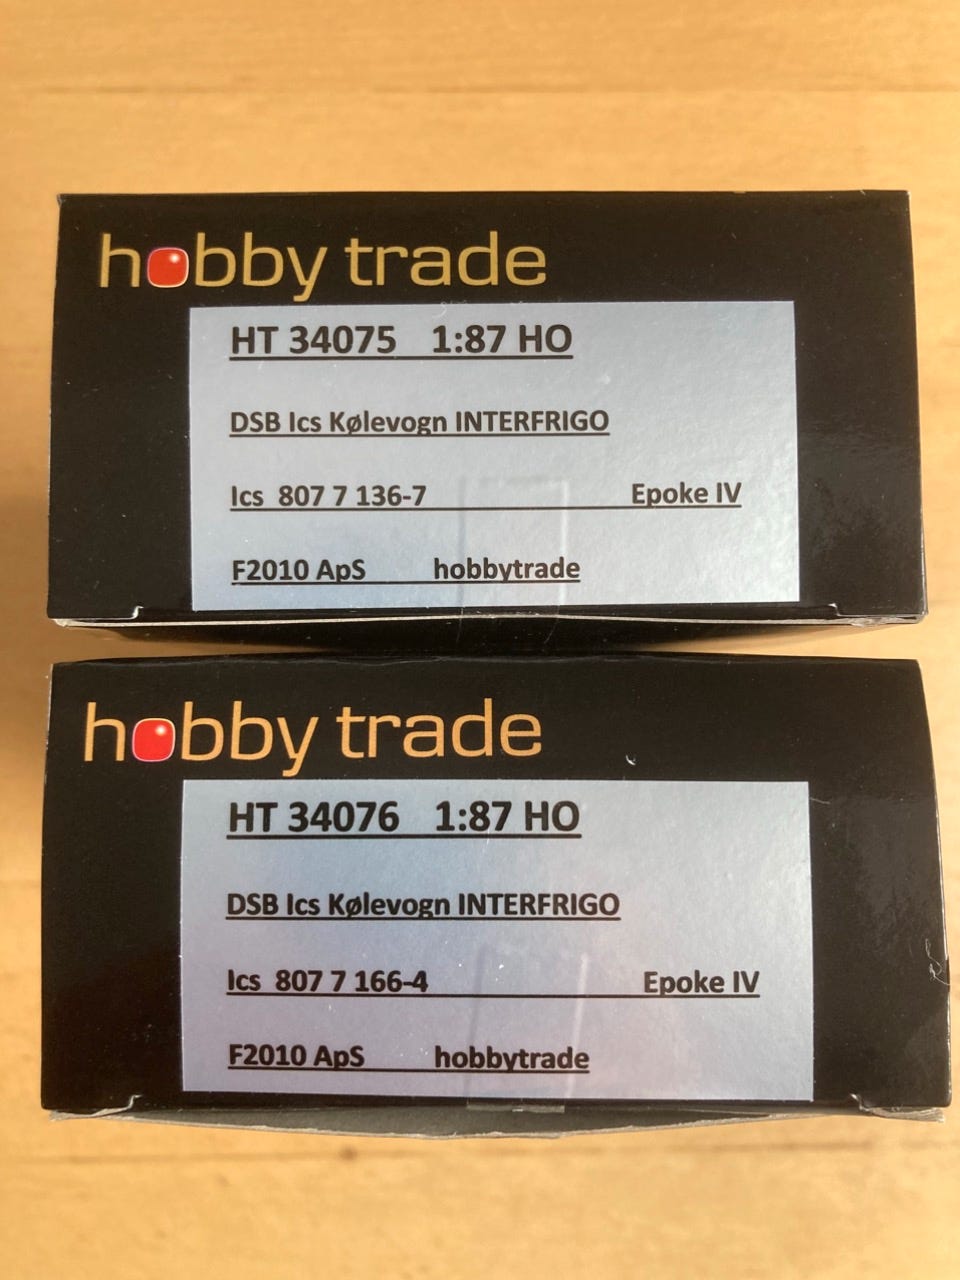 hobby trade
HT 34075 1:87 HO
DSB Ics Kølevogn INTERFRIGO
Ics 807 7 136-7 Epoke IV
F2010 ApS hobbytrade
hobby trade
HT 34076 1:87 HO
DSB Ics Kølevogn INTERFRIGO
Ics 807 7 166-4 Epoke IV
F2010 ApS hobbytrade